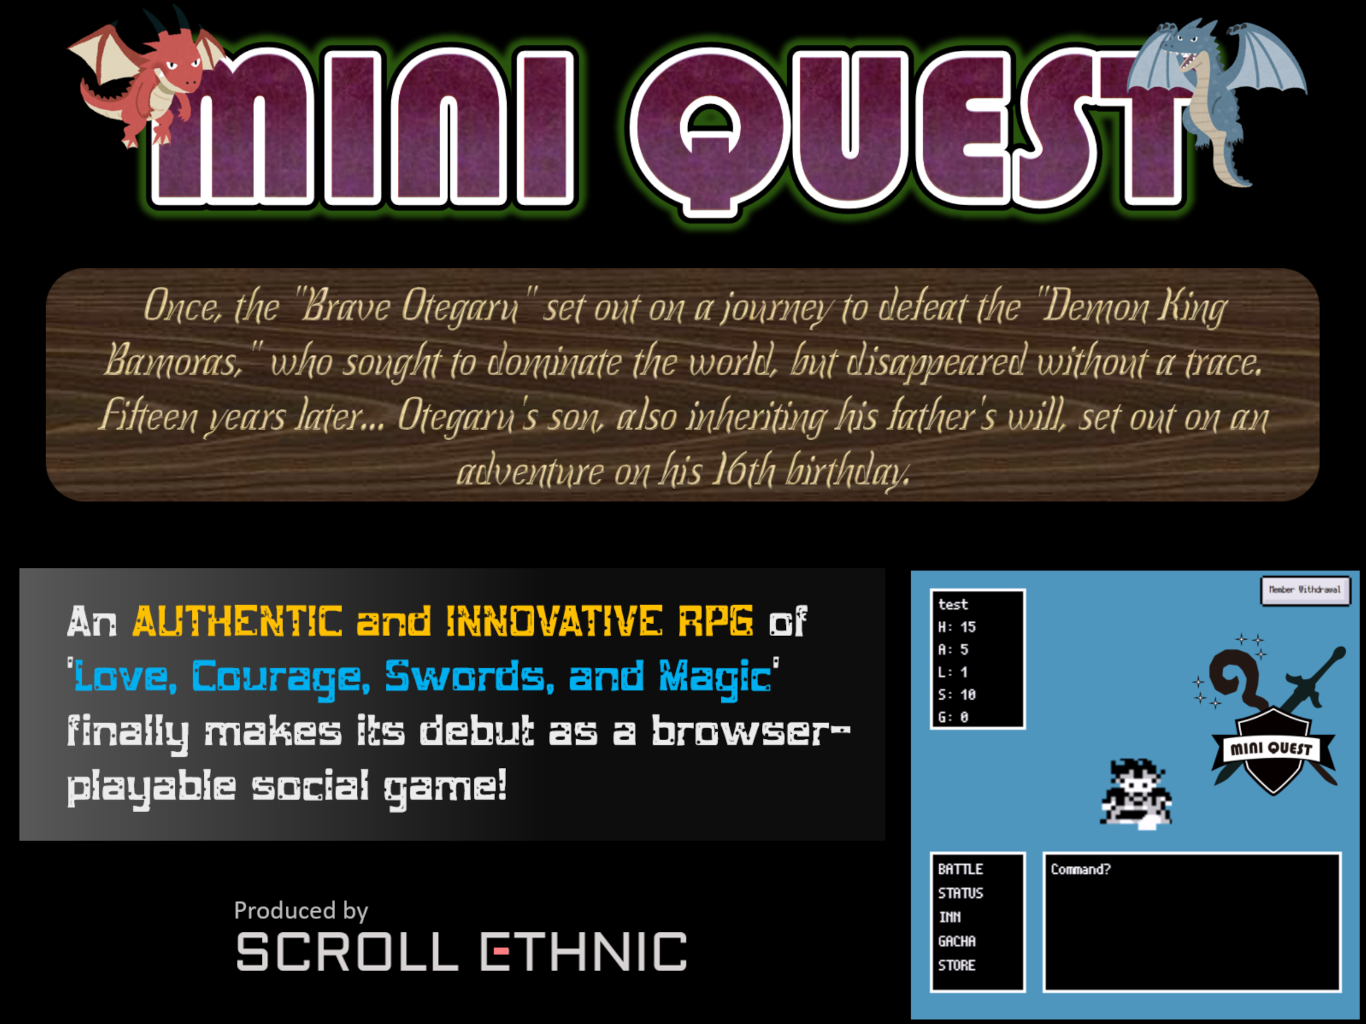 MINI QUEST
Once, the "Brave Otegaru" set out on a journey to defeat the "Demon King
Bamoras," who sought to dominate the world, but disappeared without a trace.
Fifteen years later... Otegaru's son, also inheriting his father's will, set out on an
adventure on his 16th birthday.
An AUTHENTIC and INNOVATIVE RPG of
'Love, Courage, Swords, and Magic'
finally makes its debut as a browser-
playable social game!
Produced by
SCROLL ETHNIC
Member Withdrawal
test
H: 15
A: 5
L: 1
S: 10
G: 0
MINI QUEST
BATTLE
STATUS
INN
GACHA
STORE
Command?